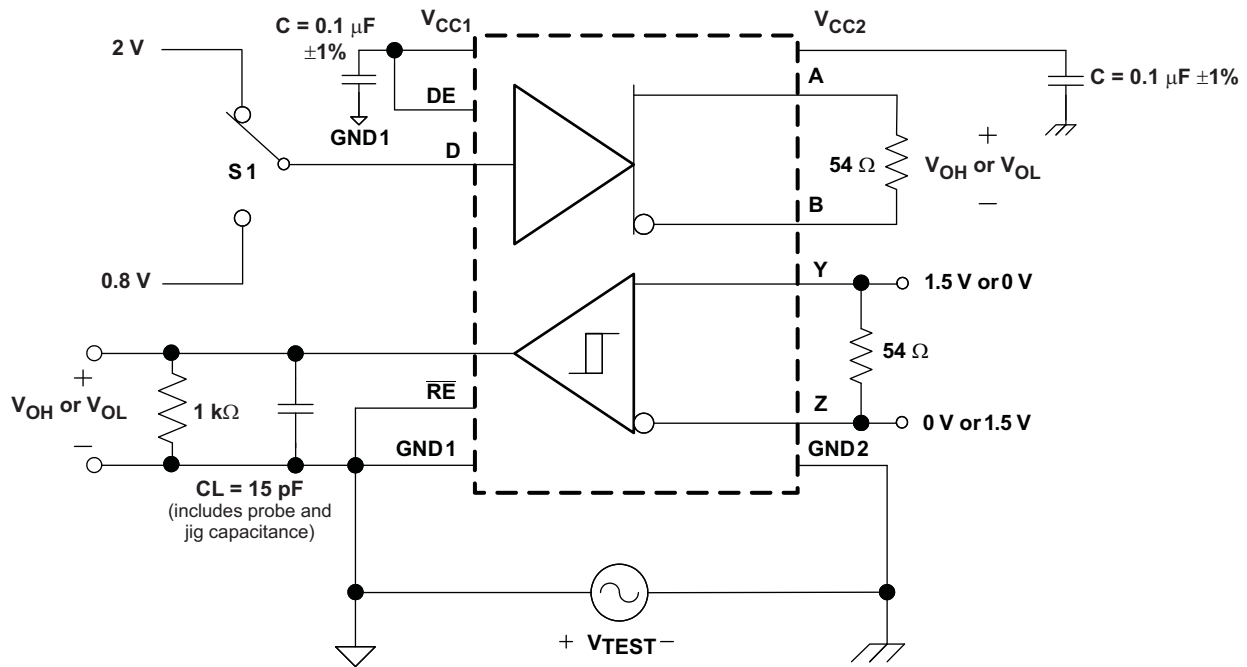 C = 0.1 μF
±1%
VCC1
VCC2
2 V
DE
GND1
A
C = 0.1 μF ±1%
D
S1
54 Ω
+
VOH or VOL
−
B
0.8 V
Y
1.5 V or 0 V
54 Ω
+
VOH or VOL
−
1 kΩ
R̅E̅
Z
0 V or 1.5 V
GND1
GND2
CL = 15 pF
(includes probe and
jig capacitance)
+ VTEST −